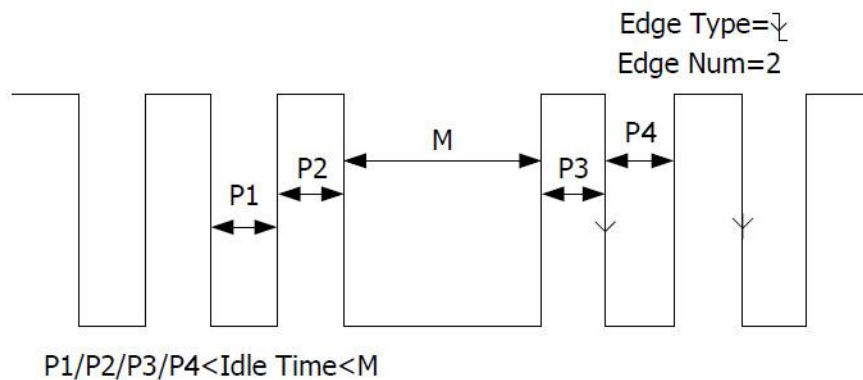 Edge Type=
Edge Num=2
M
P4
P2
P3
P1
P1/P2/P3/P4<Idle Time<M